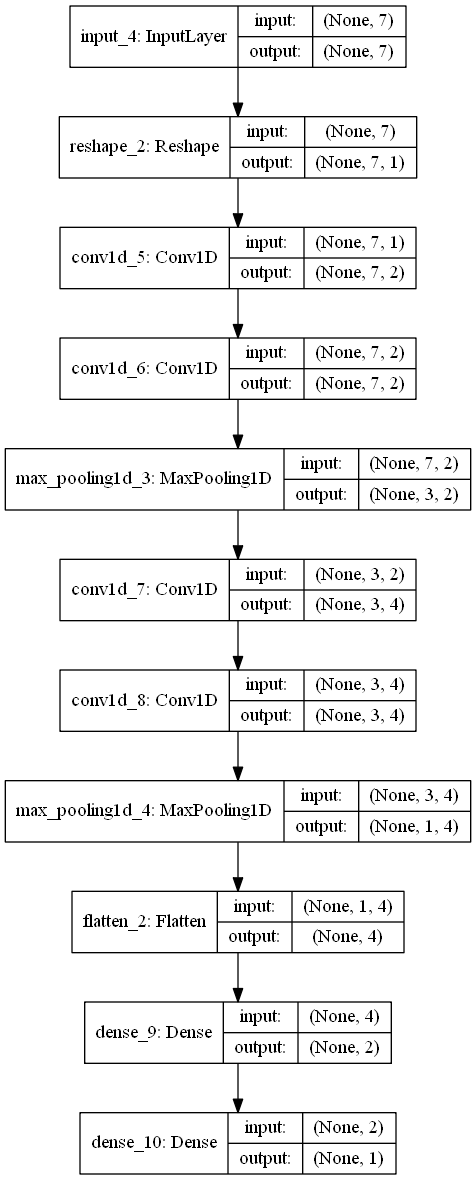 input_4: InputLayer
input: (None, 7)
output: (None, 7)
reshape_2: Reshape
input: (None, 7)
output: (None, 7, 1)
conv1d_5: Conv1D
input: (None, 7, 1)
output: (None, 7, 2)
conv1d_6: Conv1D
input: (None, 7, 2)
output: (None, 7, 2)
max_pooling1d_3: MaxPooling1D
input: (None, 7, 2)
output: (None, 3, 2)
conv1d_7: Conv1D
input: (None, 3, 2)
output: (None, 3, 4)
conv1d_8: Conv1D
input: (None, 3, 4)
output: (None, 3, 4)
max_pooling1d_4: MaxPooling1D
input: (None, 3, 4)
output: (None, 1, 4)
flatten_2: Flatten
input: (None, 1, 4)
output: (None, 4)
dense_9: Dense
input: (None, 4)
output: (None, 2)
dense_10: Dense
input: (None, 2)
output: (None, 1)